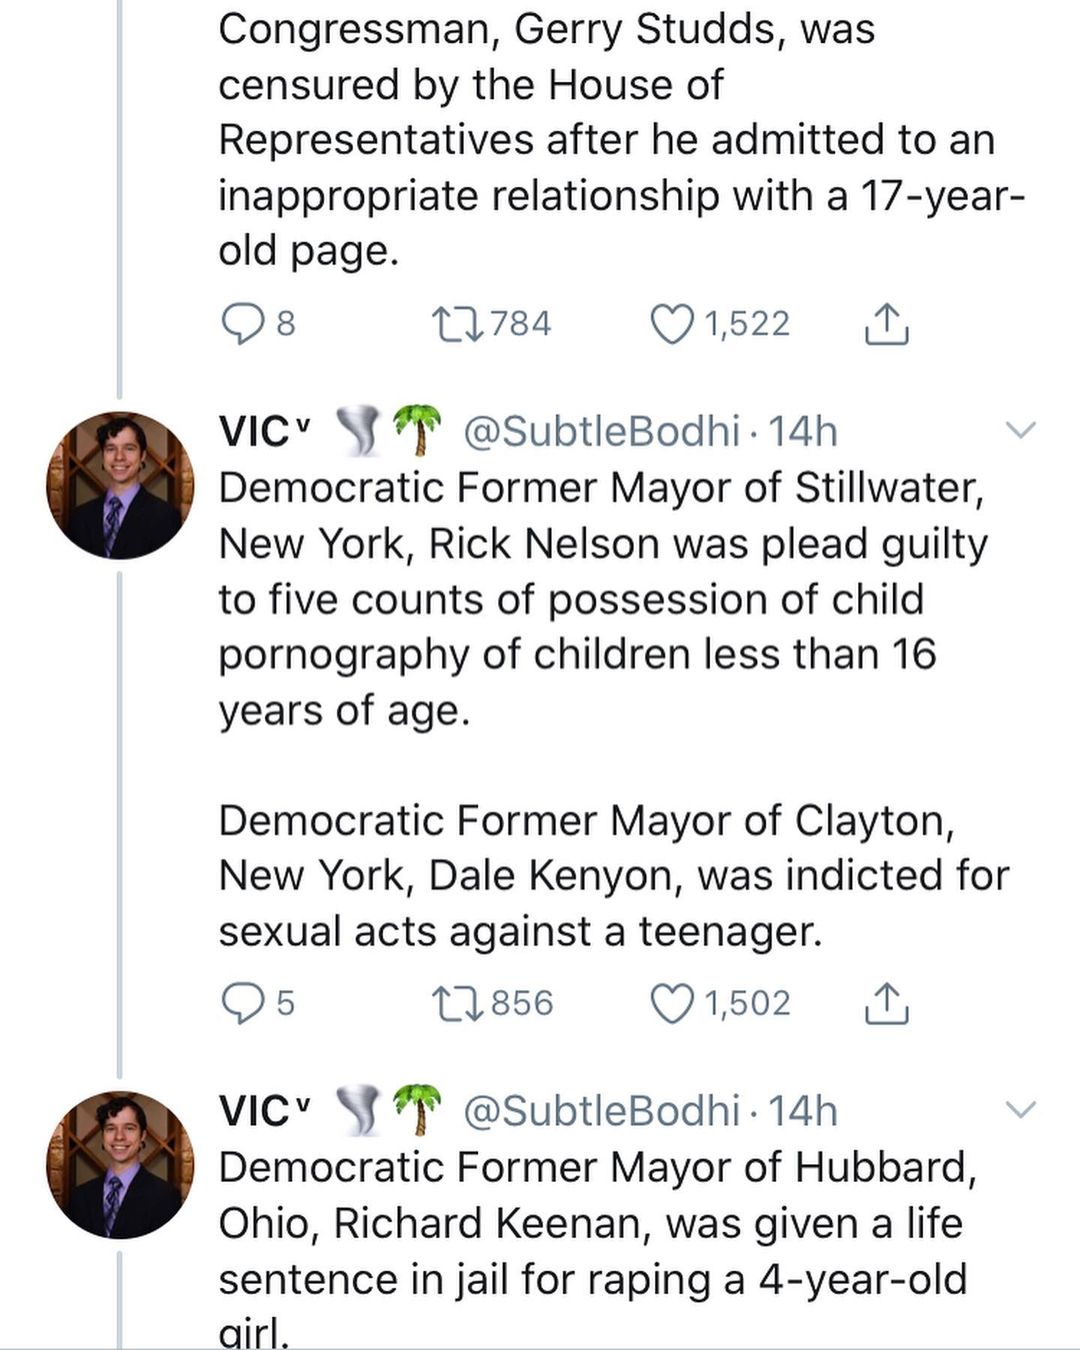 Congressman, Gerry Studds, was
censured by the House of
Representatives after he admitted to an
inappropriate relationship with a 17-year-
old page.
8 784 1,522
VICᵛ 🌪️🌴 @SubtleBodhi · 14h
Democratic Former Mayor of Stillwater,
New York, Rick Nelson was plead guilty
to five counts of possession of child
pornography of children less than 16
years of age.
Democratic Former Mayor of Clayton,
New York, Dale Kenyon, was indicted for
sexual acts against a teenager.
5 856 1,502
VICᵛ 🌪️🌴 @SubtleBodhi · 14h
Democratic Former Mayor of Hubbard,
Ohio, Richard Keenan, was given a life
sentence in jail for raping a 4-year-old
girl.